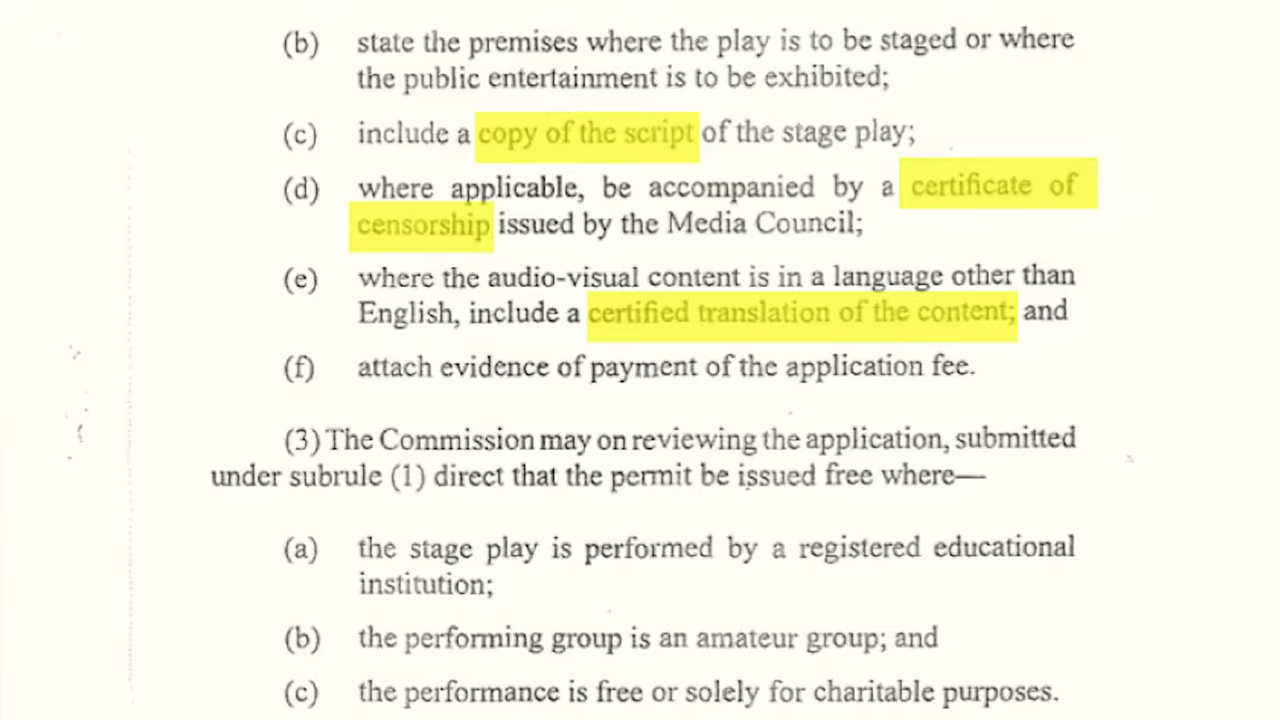 (b) state the premises where the play is to be staged or where
the public entertainment is to be exhibited;
(c) include a copy of the script of the stage play;
(d) where applicable, be accompanied by a certificate of
censorship issued by the Media Council;
(e) where the audio-visual content is in a language other than
English, include a certified translation of the content; and
(f) attach evidence of payment of the application fee.
(3) The Commission may on reviewing the application, submitted
under subrule (1) direct that the permit be issued free where—
(a) the stage play is performed by a registered educational
institution;
(b) the performing group is an amateur group; and
(c) the performance is free or solely for charitable purposes.